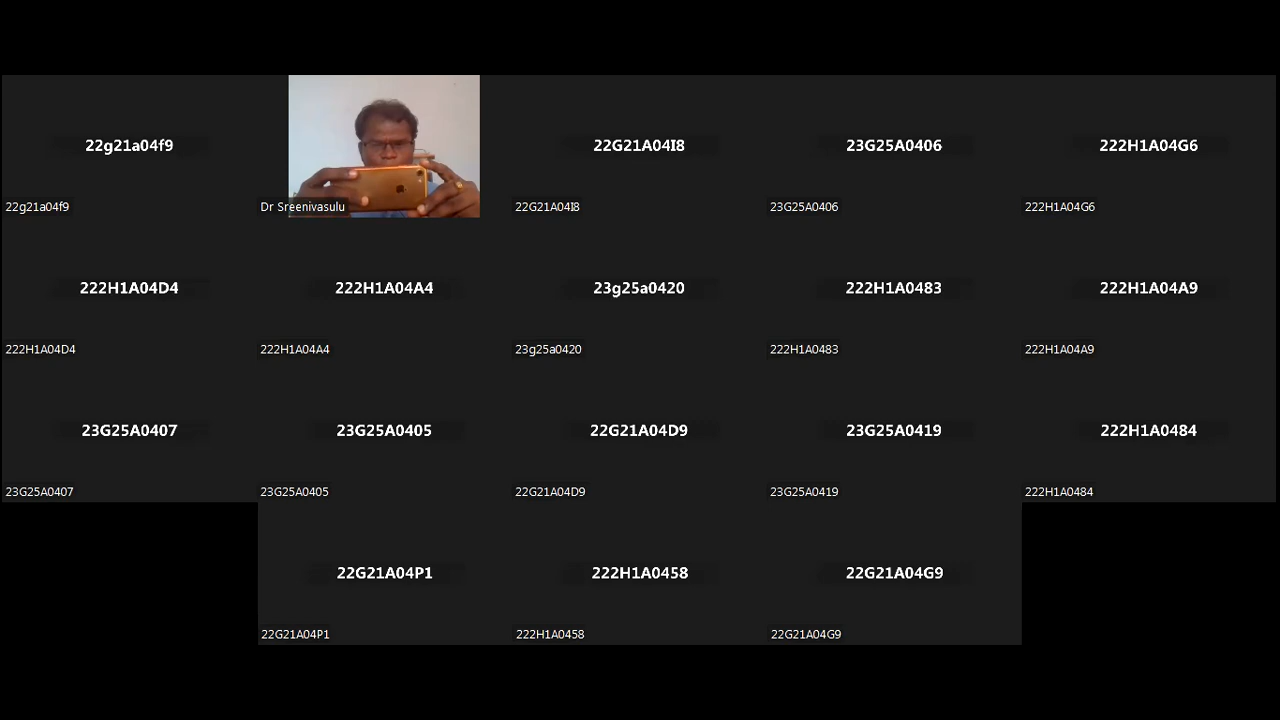 22g21a04f9
22g21a04f9
Dr Sreenivasulu
22G21A04I8
22G21A04I8
23G25A0406
23G25A0406
222H1A04G6
222H1A04G6
222H1A04D4
222H1A04D4
222H1A04A4
222H1A04A4
23g25a0420
23g25a0420
222H1A0483
222H1A0483
222H1A04A9
222H1A04A9
23G25A0407
23G25A0407
23G25A0405
23G25A0405
22G21A04D9
22G21A04D9
23G25A0419
23G25A0419
222H1A0484
222H1A0484
22G21A04P1
22G21A04P1
222H1A0458
222H1A0458
22G21A04G9
22G21A04G9